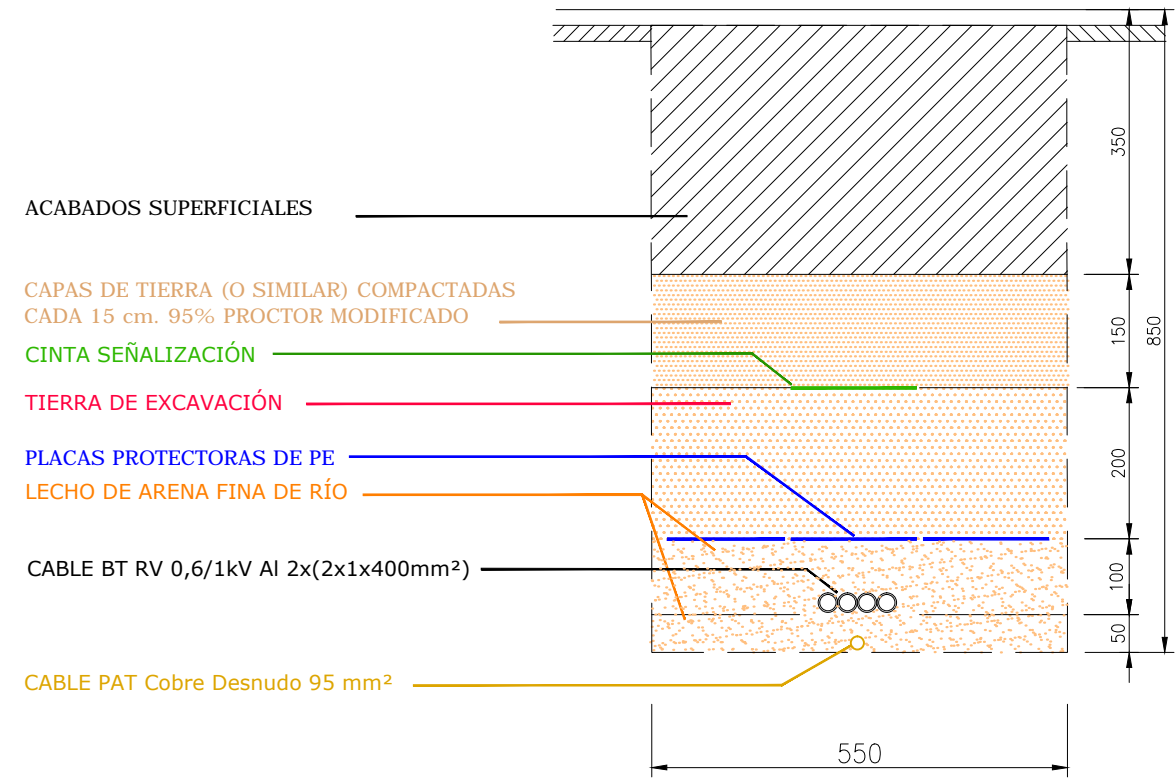 ACABADOS SUPERFICIALES
CAPAS DE TIERRA (O SIMILAR) COMPACTADAS
CADA 15 cm. 95% PROCTOR MODIFICADO
CINTA SEÑALIZACIÓN
TIERRA DE EXCAVACIÓN
PLACAS PROTECTORAS DE PE
LECHO DE ARENA FINA DE RÍO
CABLE BT RV 0,6/1kV Al 2x(2x1x400mm²)
CABLE PAT Cobre Desnudo 95 mm²
350
150
850
200
100
50
550